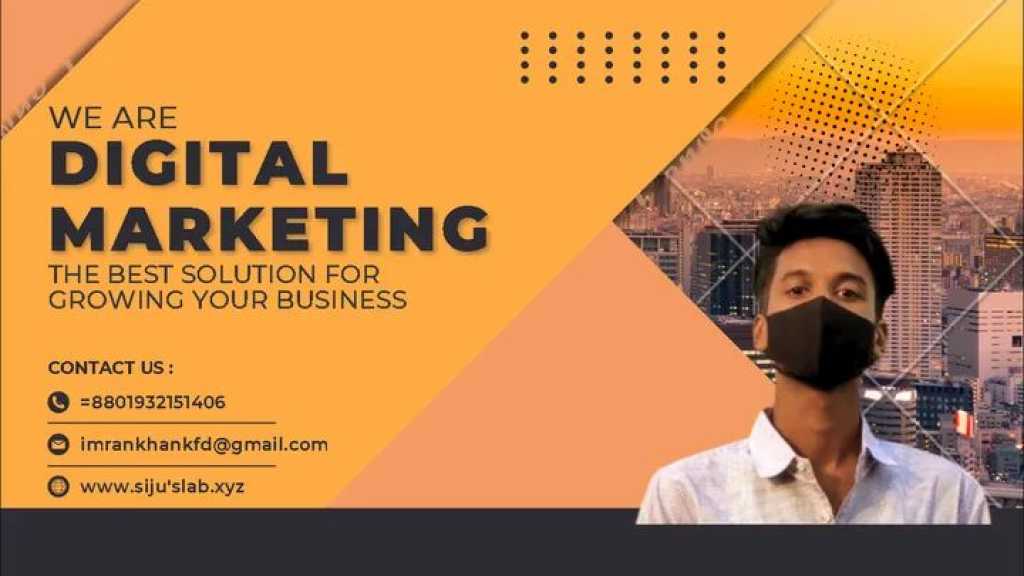 WE ARE
DIGITAL
MARKETING
THE BEST SOLUTION FOR
GROWING YOUR BUSINESS
CONTACT US :
=8801932151406
imrankhankfd@gmail.com
www.siju'slab.xyz